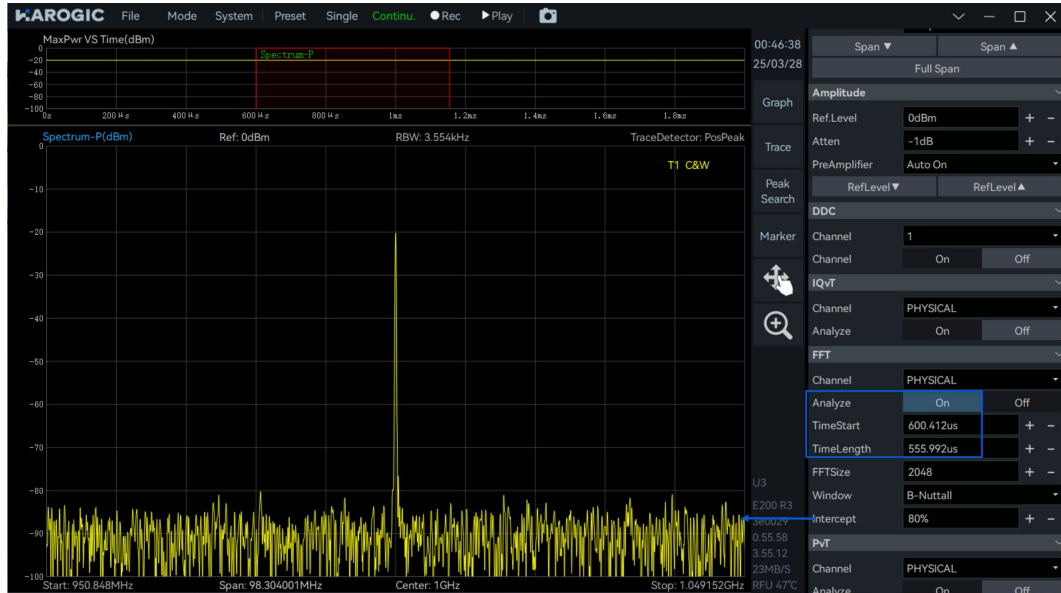 HAROGIC File Mode System Preset Single Continu. Rec Play
MaxPwr VS Time(dBm)
Spectrum-P
0
-20
-40
-60
-80
-100
0s 200us 400us 600us 800us 1ms 1.2ms 1.4ms 1.6ms 1.8ms
Spectrum-P(dBm) Ref: 0dBm RBW: 3.554kHz TraceDetector: PosPeak
T1 C&W
0
-10
-20
-30
-40
-50
-60
-70
-80
-90
-100
Start: 950.848MHz Span: 98.304001MHz Center: 1GHz Stop: 1.049152GHz
00:46:38
25/03/28
Graph
Trace
Peak
Search
Marker
U3
E200 R3
3e0029
0.55.58
3.55.12
23MB/S
RFU 47°C
Span ▼ Span ▲
Full Span
Amplitude
Ref.Level 0dBm + -
Atten -1dB + -
PreAmplifier Auto On
RefLevel▼ RefLevel▲
DDC
Channel 1
Channel On Off
IQvT
Channel PHYSICAL
Analyze On Off
FFT
Channel PHYSICAL
Analyze On Off
TimeStart 600.412us + -
TimeLength 555.992us + -
FFTSize 2048 + -
Window B-Nuttall
Intercept 80% + -
PvT
Channel PHYSICAL
Analyze On Off